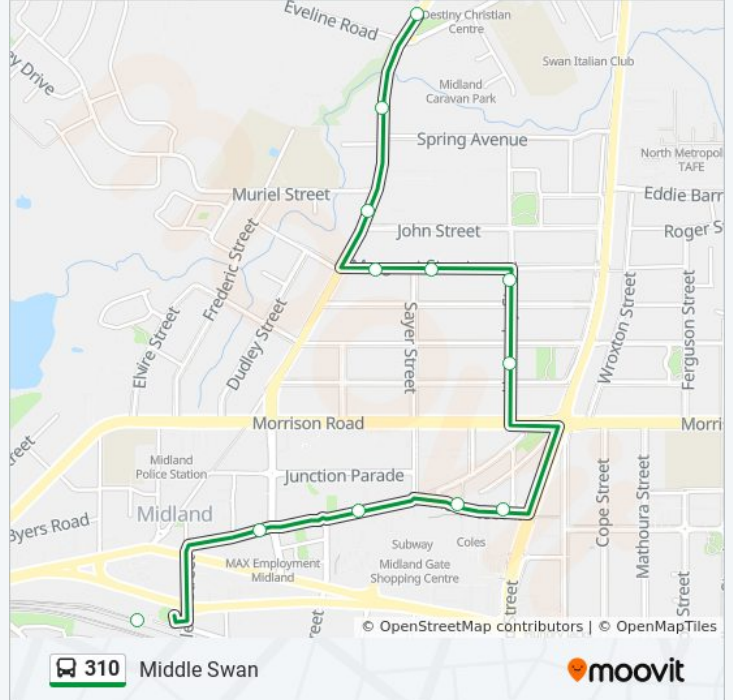 Eveline Road
Destiny Christian
Centre
Swan Italian Club
Midland
Caravan Park
Spring Avenue
North Metropol
TAFE
Muriel Street
Eddie Barr
John Street
Roger S
Frederic Street
Sayer Street
Wroxton Street
Ferguson Street
Elvire Street
Dudley Street
Morrison Road
Morri
Midland
Police Station
Junction Parade
Midland
Byers Road
Cope Street
Mathoura Street
Subway
Coles
MAX Employment
Midland
Midland Gate
Shopping Centre
Street
Street
© OpenStreetMap contributors | © OpenMapTiles
310 Middle Swan
moovit